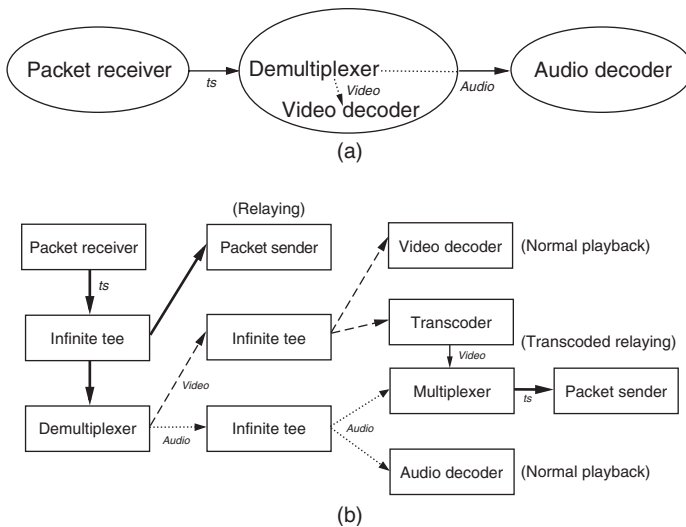 Packet receiver
ts
Demultiplexer
Video
Video decoder
Audio
Audio decoder
(a)
(Relaying)
Packet receiver
Packet sender
Video decoder
(Normal playback)
ts
Infinite tee
Infinite tee
Transcoder
Video
(Transcoded relaying)
Video
Multiplexer
ts
Packet sender
Demultiplexer
Audio
Infinite tee
Audio
Audio decoder
(Normal playback)
(b)